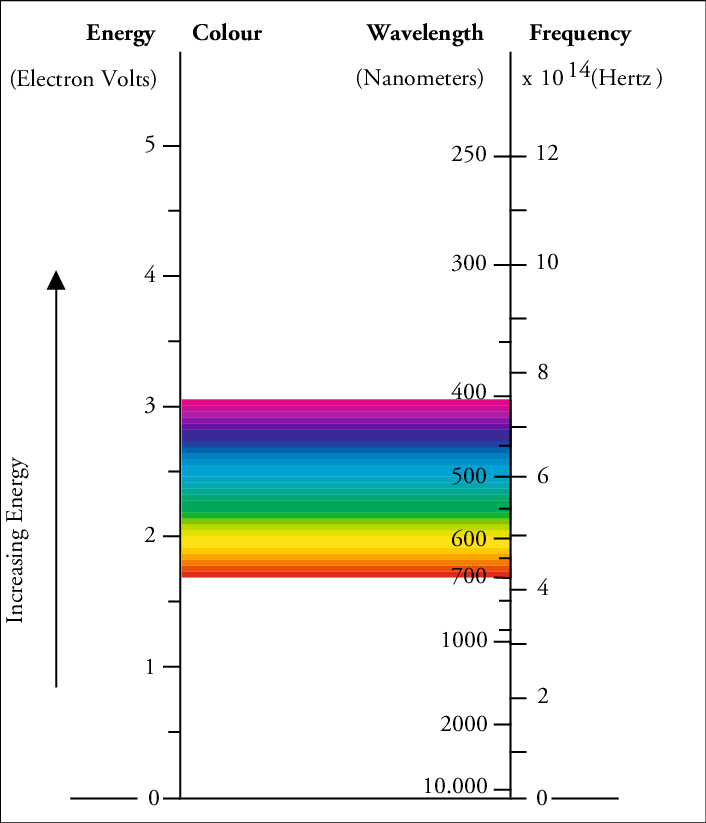 Energy Colour Wavelength Frequency
(Electron Volts) (Nanometers) x 10 14 (Hertz)
5 250 12
4 300 10
8
3 400
500 6
2 600
700 4
1 1000
2
2000
10.000
0 0
Increasing Energy